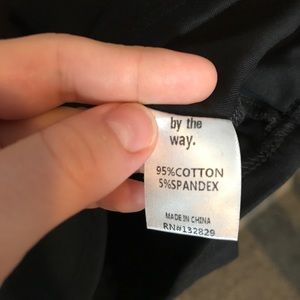 by the
way.
95%COTTON
5%SPANDEX
MADE IN CHINA
RN#132829